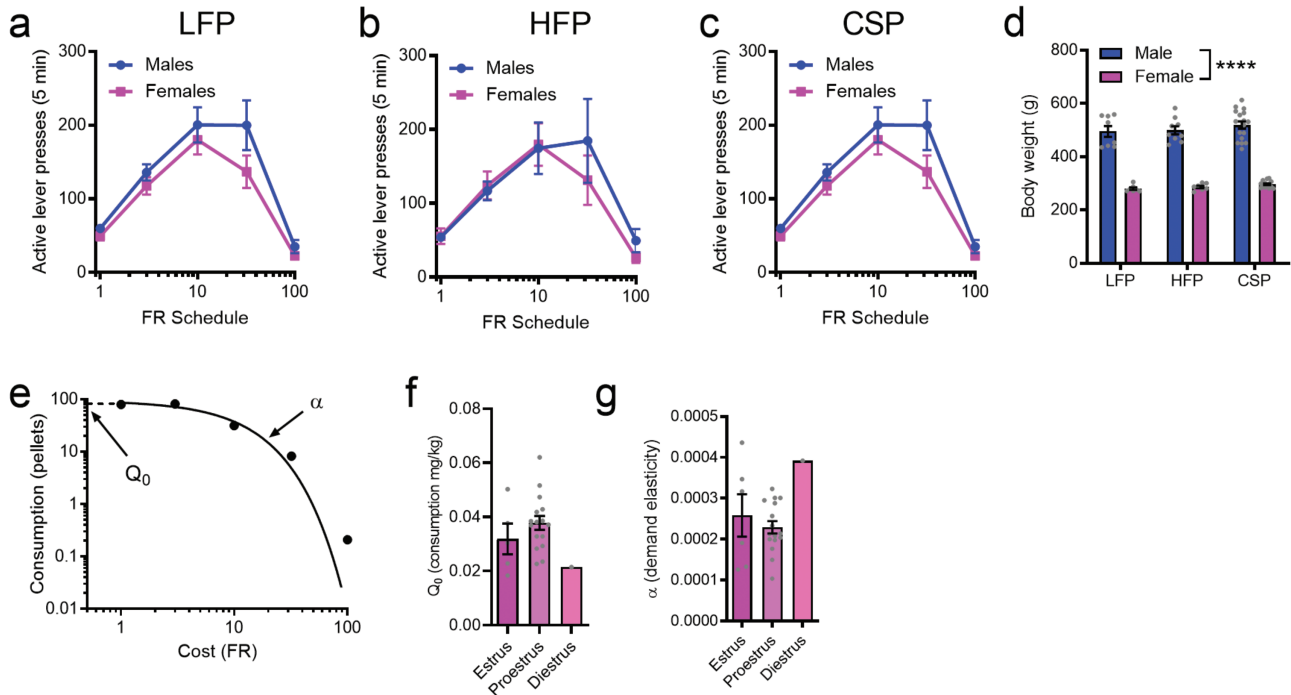 a
LFP
300
200
100
0
Active lever presses (5 min)
Males
Females
1
10
100
FR Schedule
b
HFP
300
200
100
0
Active lever presses (5 min)
Males
Females
1
10
100
FR Schedule
c
CSP
300
200
100
0
Active lever presses (5 min)
Males
Females
1
10
100
FR Schedule
d
800
600
400
200
0
Body weight (g)
Male
Female
****
LFP
HFP
CSP
e
100
10
1
0.1
0.01
Consumption (pellets)
Q₀
α
1
10
100
Cost (FR)
f
0.08
0.06
0.04
0.02
0.00
Q₀ (consumption mg/kg)
Estrus
Proestrus
Diestrus
g
0.0005
0.0004
0.0003
0.0002
0.0001
0.0000
α (demand elasticity)
Estrus
Proestrus
Diestrus